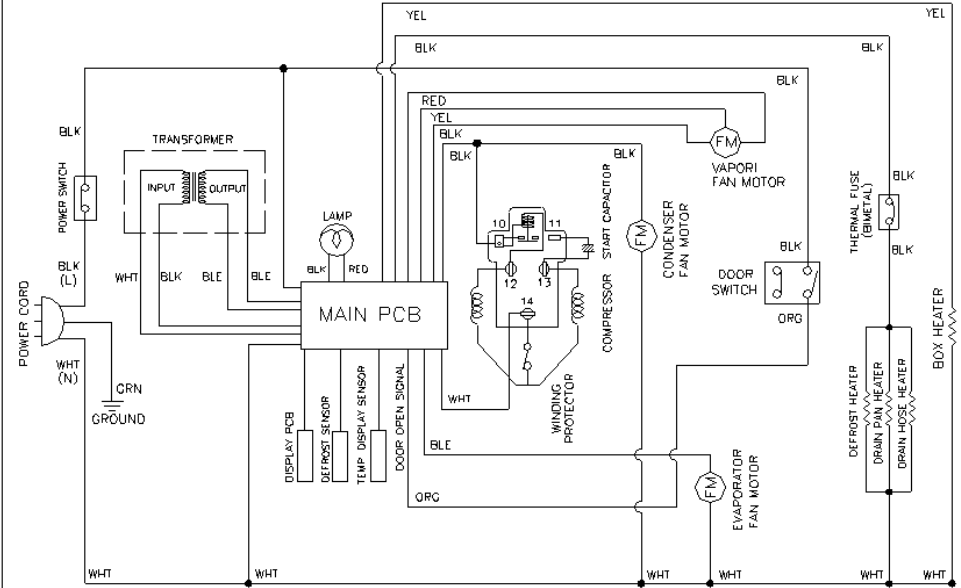 YEL
YEL
BLK
BLK
BLK
RED
YEL
BLK
BLK
BLK
BLK
TRANSFORMER
INPUT
OUTPUT
FM
VAPORI
FAN MOTOR
POWER SWITCH
LAMP
10
11
START CAPACITOR
FM
CONDENSER
FAN MOTOR
THERMAL FUSE
(BIMETAL)
BLK
BLK
BLK
BLK
(L)
WHT
BLK
BLE
BLE
BLK
RED
12
13
14
COMPRESSOR
DOOR
SWITCH
ORG
POWER CORD
MAIN PCB
BOX HEATER
WHT
(N)
GRN
GROUND
WHT
WINDING
PROTECTOR
DISPLAY PCB
DEFROST SENSOR
TEMP DISPLAY SENSOR
DOOR OPEN SIGNAL
BLE
DEFROST HEATER
DRAIN PAN HEATER
DRAIN HOSE HEATER
ORG
FM
EVAPORATOR
FAN MOTOR
WHT
WHT
WHT
WHT
WHT
WHT